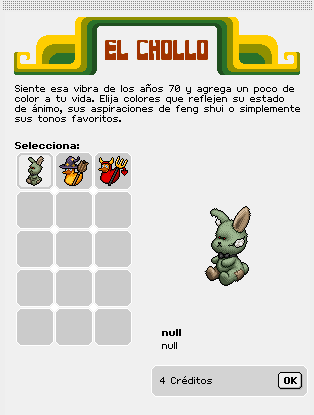 EL CHOLLO
Siente esa vibra de los años 70 y agrega un poco de
color a tu vida. Elija colores que reflejen su estado
de ánimo, sus aspiraciones de feng shui o simplemente
sus tonos favoritos.
Selecciona:
null
null
4 Créditos
OK